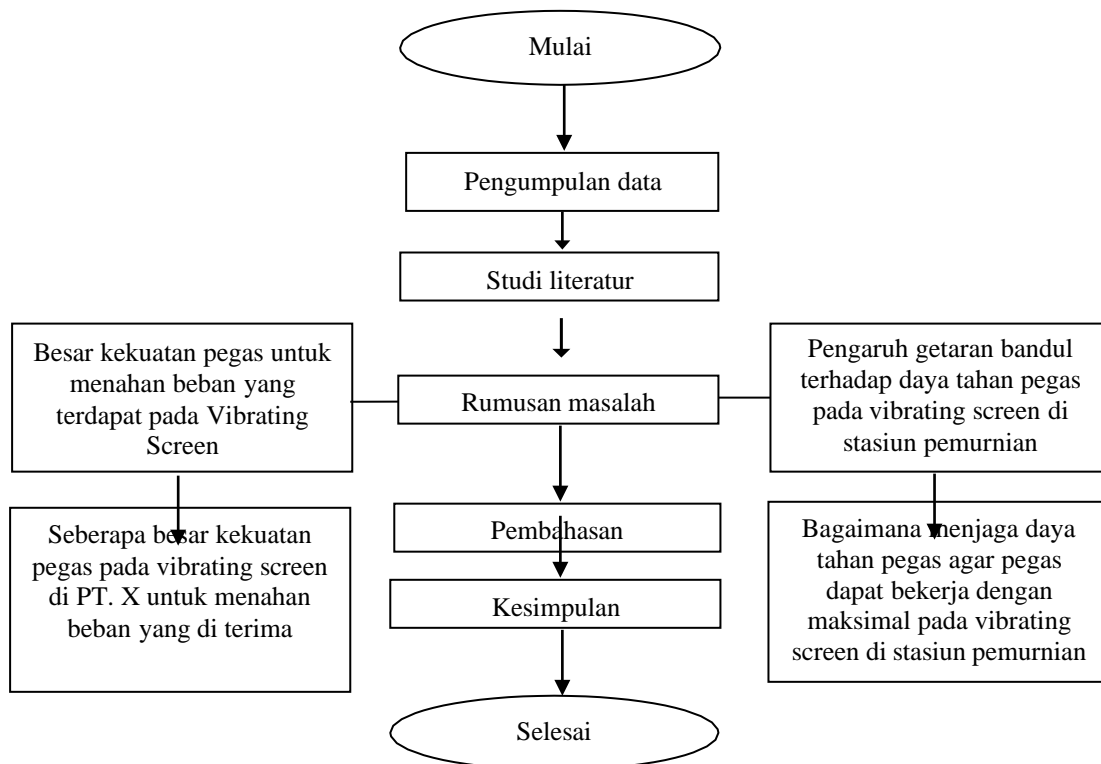 Mulai
Pengumpulan data
Studi literatur
Besar kekuatan pegas untuk
menahan beban yang
terdapat pada Vibrating
Screen
Rumusan masalah
Pengaruh getaran bandul
terhadap daya tahan pegas
pada vibrating screen di
stasiun pemurnian
Seberapa besar kekuatan
pegas pada vibrating screen
di PT. X untuk menahan
beban yang di terima
Pembahasan
Bagaimana menjaga daya
tahan pegas agar pegas
dapat bekerja dengan
maksimal pada vibrating
screen di stasiun pemurnian
Kesimpulan
Selesai